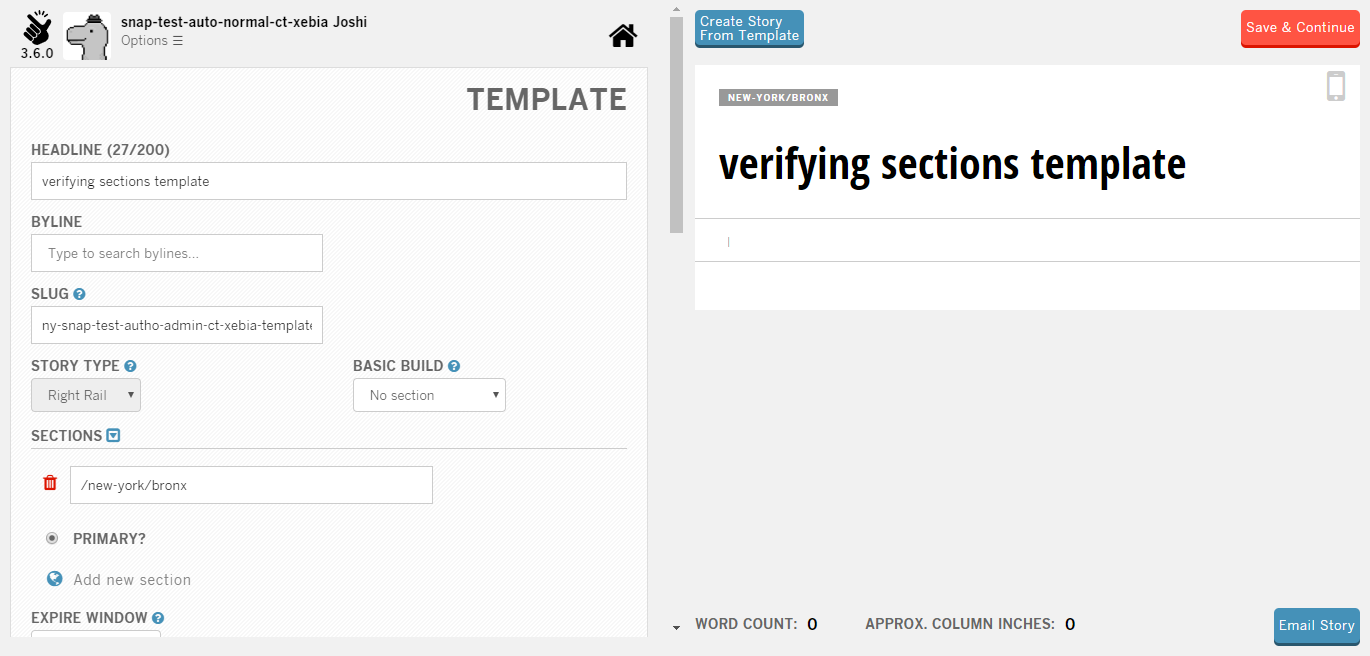 snap-test-auto-normal-ct-xebia Joshi
Options ☰
3.6.0
TEMPLATE
HEADLINE (27/200)
verifying sections template
BYLINE
Type to search bylines...
SLUG
ny-snap-test-autho-admin-ct-xebia-template
STORY TYPE
BASIC BUILD
Right Rail
No section
SECTIONS
/new-york/bronx
PRIMARY?
Add new section
EXPIRE WINDOW
Create Story
From Template
Save & Continue
NEW-YORK/BRONX
verifying sections template
|
WORD COUNT: 0
APPROX. COLUMN INCHES: 0
Email Story